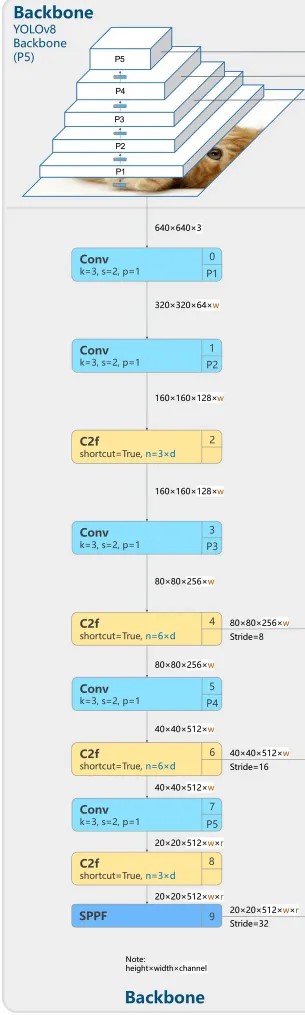 Backbone
YOLOv8
Backbone
(P5)
P5
P4
P3
P2
P1
640×640×3
Conv
k=3, s=2, p=1
0
P1
320×320×64×w
Conv
k=3, s=2, p=1
1
P2
160×160×128×w
C2f
shortcut=True, n=3×d
2
160×160×128×w
Conv
k=3, s=2, p=1
3
P3
80×80×256×w
C2f
shortcut=True, n=6×d
4
80×80×256×w
Stride=8
80×80×256×w
Conv
k=3, s=2, p=1
5
P4
40×40×512×w
C2f
shortcut=True, n=6×d
6
40×40×512×w
Stride=16
40×40×512×w
Conv
k=3, s=2, p=1
7
P5
20×20×512×w×r
C2f
shortcut=True, n=3×d
8
20×20×512×w×r
SPPF
9
20×20×512×w×r
Stride=32
Note:
height×width×channel
Backbone